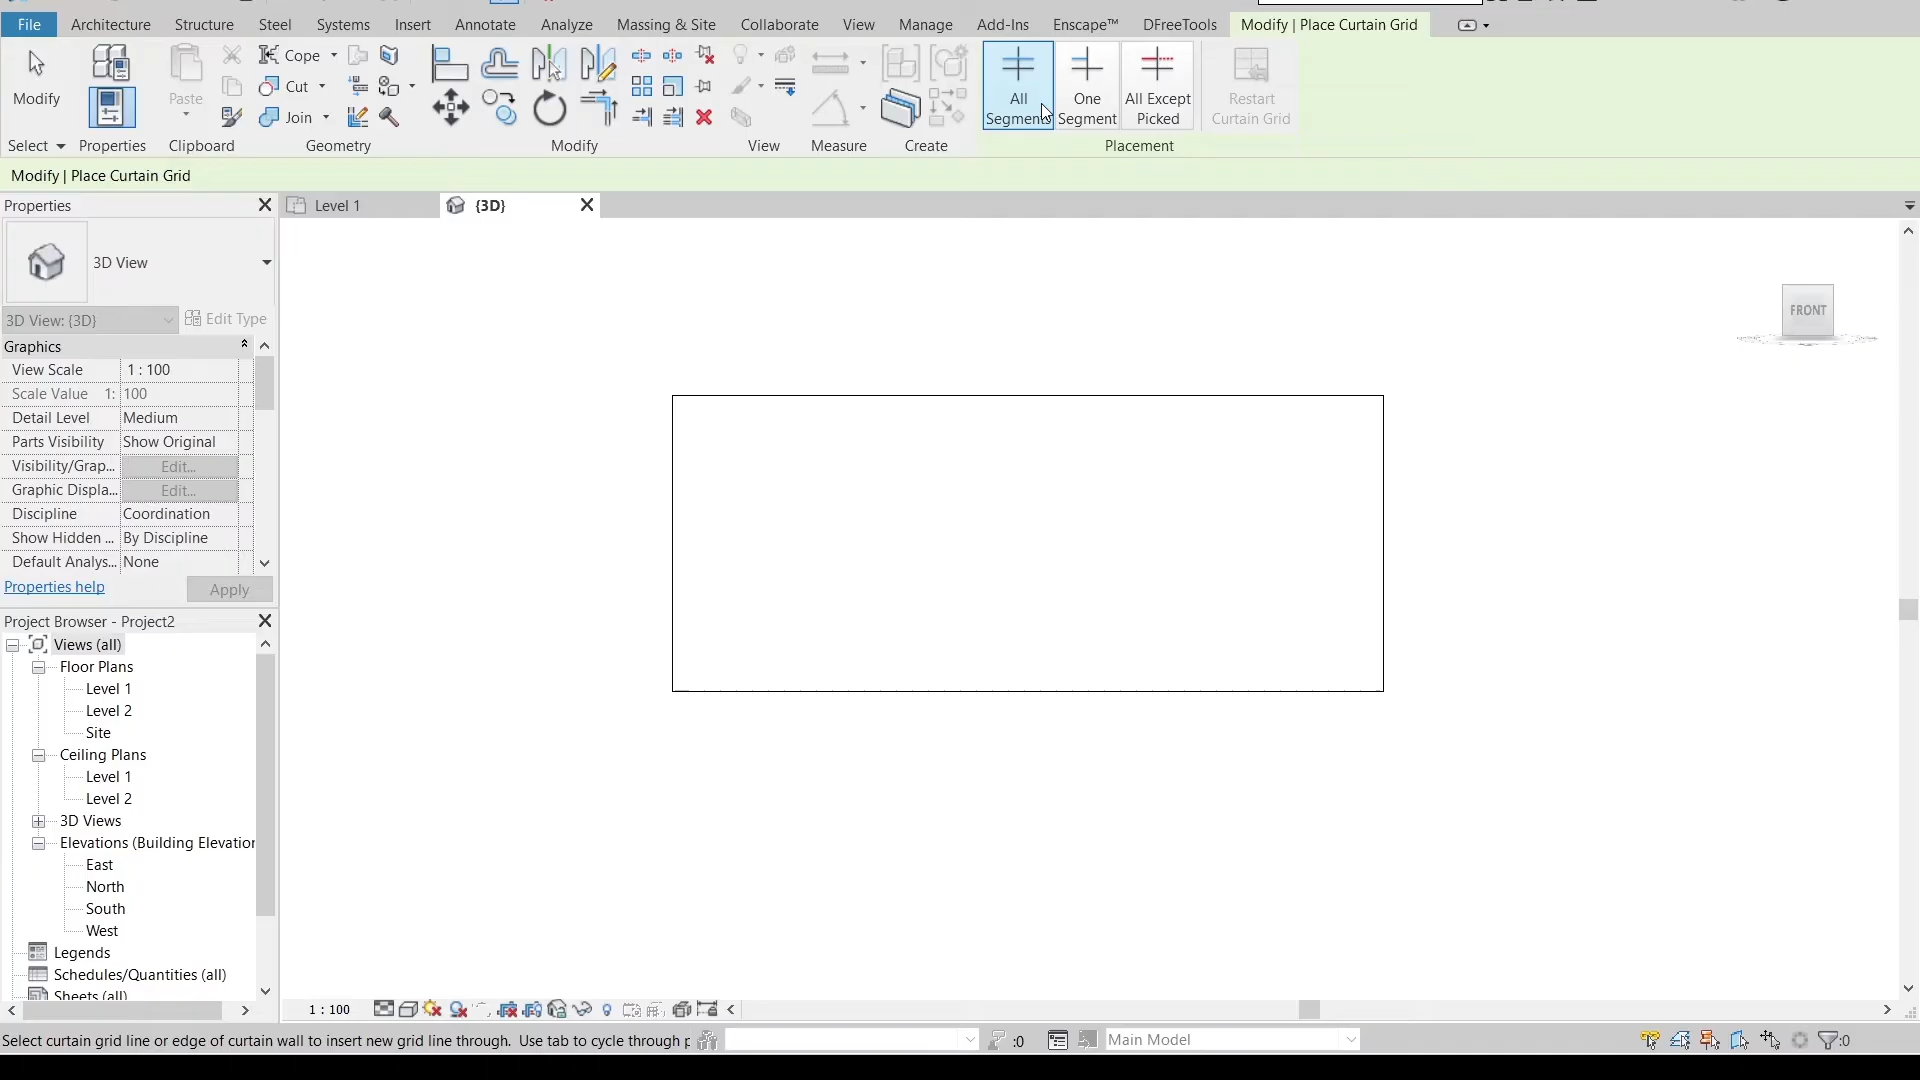 File Architecture Structure Steel Systems Insert Annotate Analyze Massing & Site Collaborate View Manage Add-Ins Enscape™ DFreeTools Modify | Place Curtain Grid
Modify Paste Cope Cut Join
All Segments One Segment All Except Picked Restart Curtain Grid
Select Properties Clipboard Geometry Modify View Measure Create Placement
Modify | Place Curtain Grid
Properties
Level 1
{3D}
3D View
3D View: {3D}
Edit Type
Graphics
View Scale 1 : 100
Scale Value 1: 100
Detail Level Medium
Parts Visibility Show Original
Visibility/Grap... Edit...
Graphic Displa... Edit...
Discipline Coordination
Show Hidden ... By Discipline
Default Analys... None
Properties help Apply
FRONT
Project Browser - Project2
Views (all)
Floor Plans
Level 1
Level 2
Site
Ceiling Plans
Level 1
Level 2
3D Views
Elevations (Building Elevation
East
North
South
West
Legends
Schedules/Quantities (all)
Sheets (all)
1 : 100
Select curtain grid line or edge of curtain wall to insert new grid line through. Use tab to cycle through p
:0
Main Model
:0